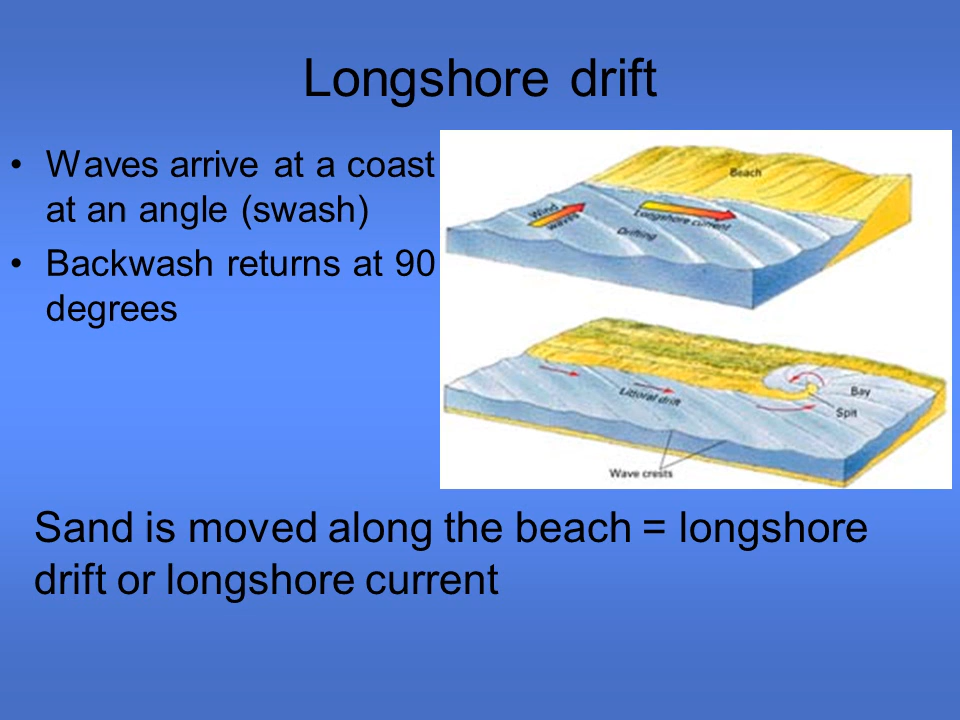 Longshore drift
• Waves arrive at a coast
at an angle (swash)
• Backwash returns at 90
degrees
Beach
Wind
waves
Longshore current
Drifting
Littoral drift
Bay
Spit
Wave crests
Sand is moved along the beach = longshore
drift or longshore current